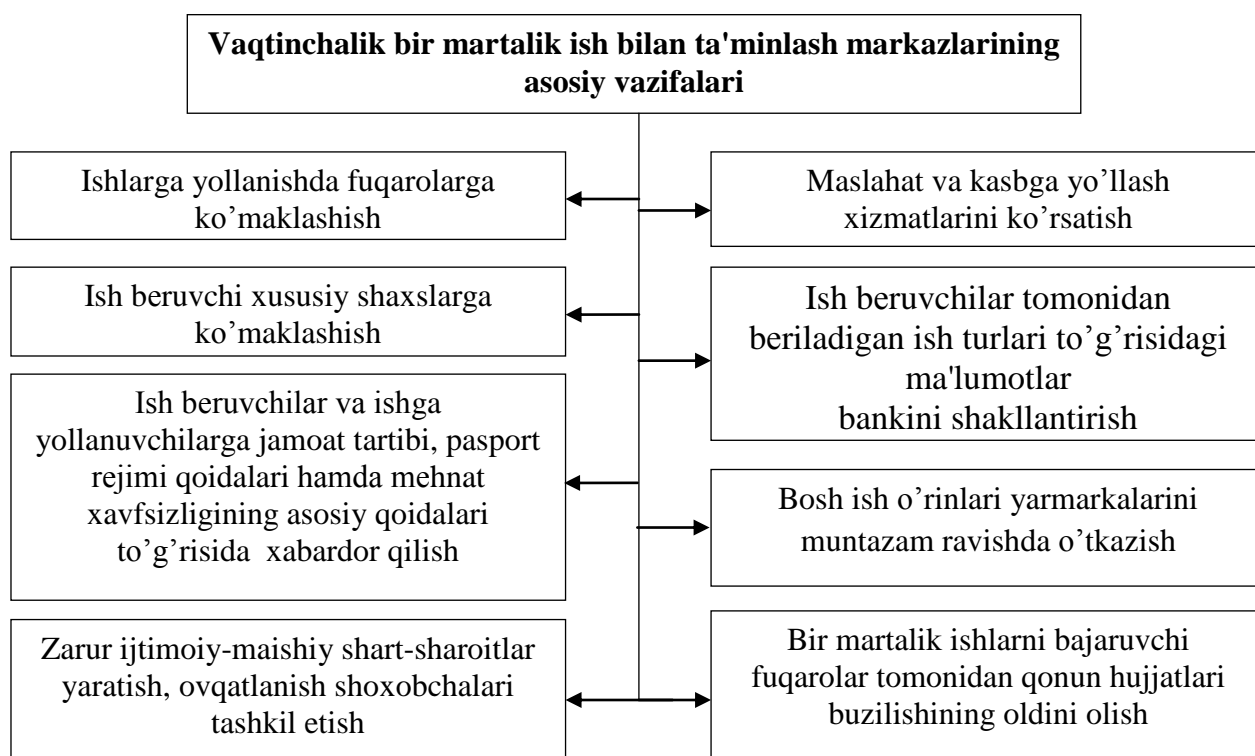 Vaqtinchalik bir martalik ish bilan ta'minlash markazlarining
asosiy vazifalari
Ishlarga yollanishda fuqarolarga
ko’maklashish
Maslahat va kasbga yo’llash
xizmatlarini ko’rsatish
Ish beruvchi xususiy shaxslarga
ko’maklashish
Ish beruvchilar tomonidan
beriladigan ish turlari to’g’risidagi
ma'lumotlar
bankini shakllantirish
Ish beruvchilar va ishga
yollanuvchilarga jamoat tartibi, pasport
rejimi qoidalari hamda mehnat
xavfsizligining asosiy qoidalari
to’g’risida xabardor qilish
Bosh ish o’rinlari yarmarkalarini
muntazam ravishda o’tkazish
Zarur ijtimoiy-maishiy shart-sharoitlar
yaratish, ovqatlanish shoxobchalari
tashkil etish
Bir martalik ishlarni bajaruvchi
fuqarolar tomonidan qonun hujjatlari
buzilishining oldini olish